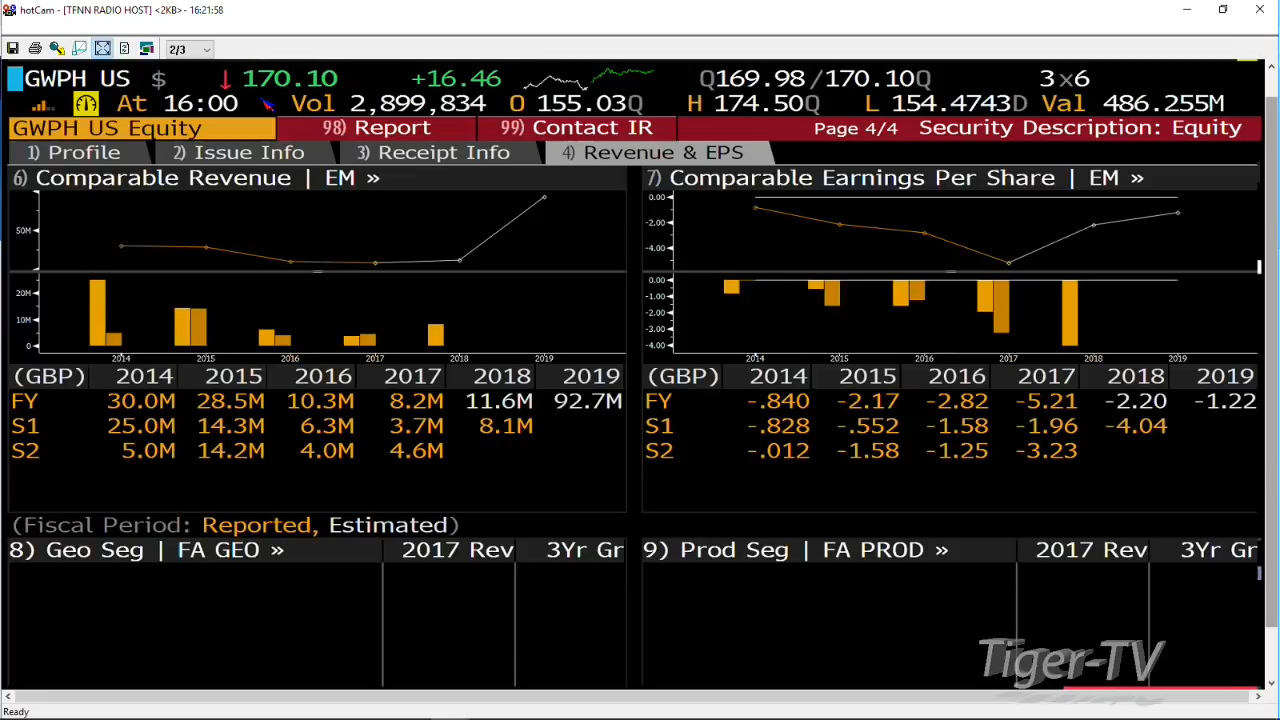 hotCam - [TFNN RADIO HOST] <2KB> - 16:21:58
2/3
GWPH US $ ↓170.10 +16.46 Q169.98/170.10Q 3×6
At 16:00 Vol 2,899,834 O 155.03Q H 174.50Q L 154.4743D Val 486.255M
GWPH US Equity 98) Report 99) Contact IR Page 4/4 Security Description: Equity
1) Profile 2) Issue Info 3) Receipt Info 4) Revenue & EPS
6) Comparable Revenue | EM » 7) Comparable Earnings Per Share | EM »
0.00
50M -2.00
-4.00
0.00
20M -1.00
10M -2.00
-3.00
0 -4.00
2014 2015 2016 2017 2018 2019 2014 2015 2016 2017 2018 2019
(GBP) 2014 2015 2016 2017 2018 2019 (GBP) 2014 2015 2016 2017 2018 2019
FY 30.0M 28.5M 10.3M 8.2M 11.6M 92.7M FY -.840 -2.17 -2.82 -5.21 -2.20 -1.22
S1 25.0M 14.3M 6.3M 3.7M 8.1M S1 -.828 -.552 -1.58 -1.96 -4.04
S2 5.0M 14.2M 4.0M 4.6M S2 -.012 -1.58 -1.25 -3.23
(Fiscal Period: Reported, Estimated)
8) Geo Seg | FA GEO » 2017 Rev 3Yr Gr 9) Prod Seg | FA PROD » 2017 Rev 3Yr Gr
Tiger-TV
Ready